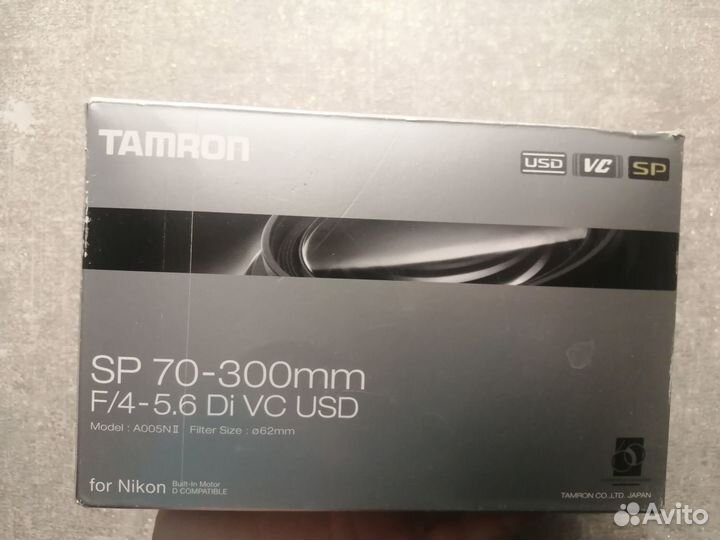 TAMRON
USD VC SP
SP 70-300mm
F/4-5.6 Di VC USD
Model : A005NII Filter Size : ø62mm
for Nikon Built-In Motor
D COMPATIBLE
TAMRON CO.,LTD. JAPAN
Avito